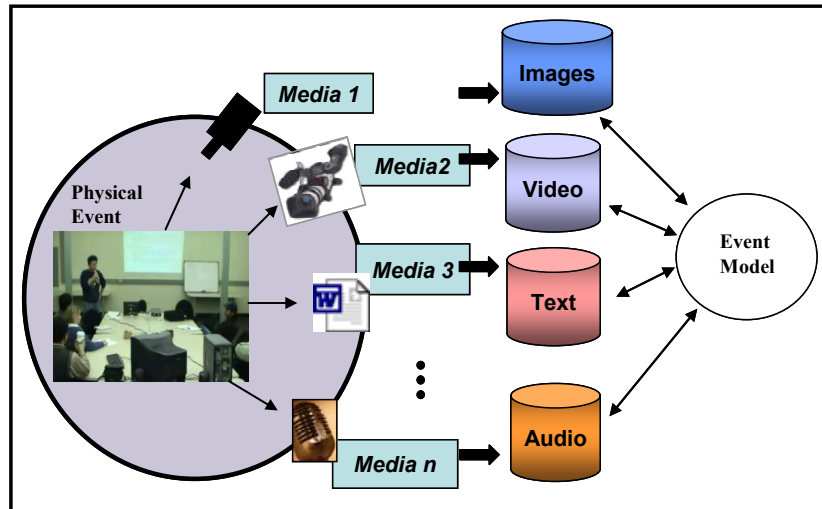 Media 1
Images
Media2
Video
Physical
Event
Event
Model
W
Media 3
Text
Media n
Audio